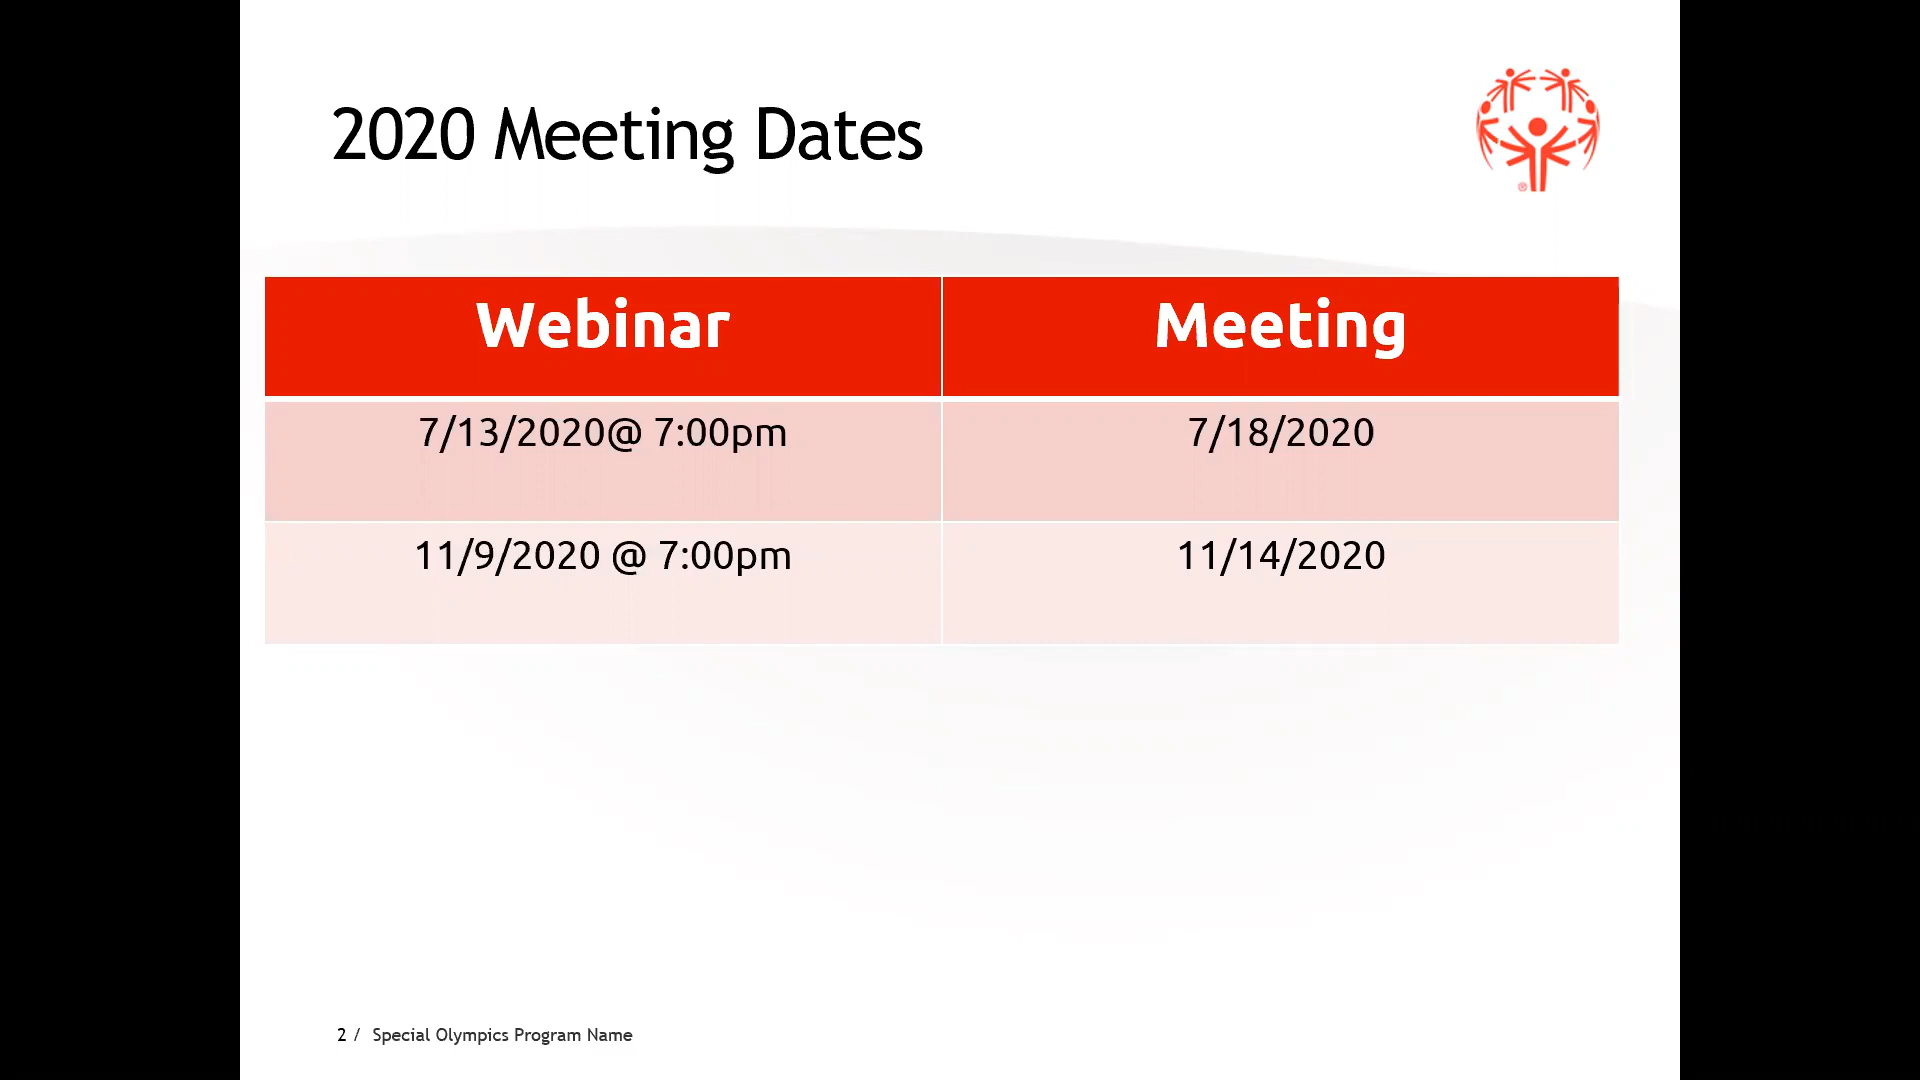 2020 Meeting Dates
®
Webinar Meeting
7/13/2020@ 7:00pm 7/18/2020
11/9/2020 @ 7:00pm 11/14/2020
2 / Special Olympics Program Name